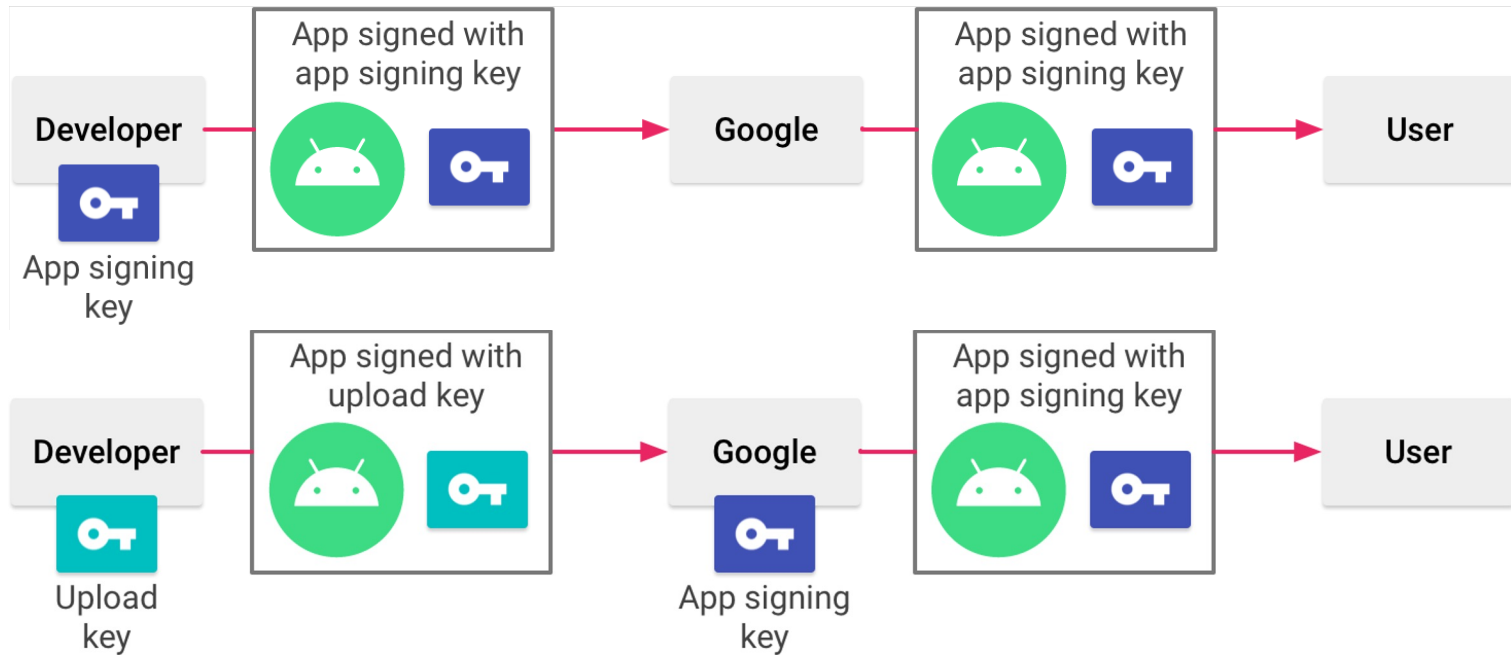 App signed with
app signing key
App signed with
app signing key
Developer
Google
User
App signing
key
App signed with
upload key
App signed with
app signing key
Developer
Google
User
Upload
key
App signing
key